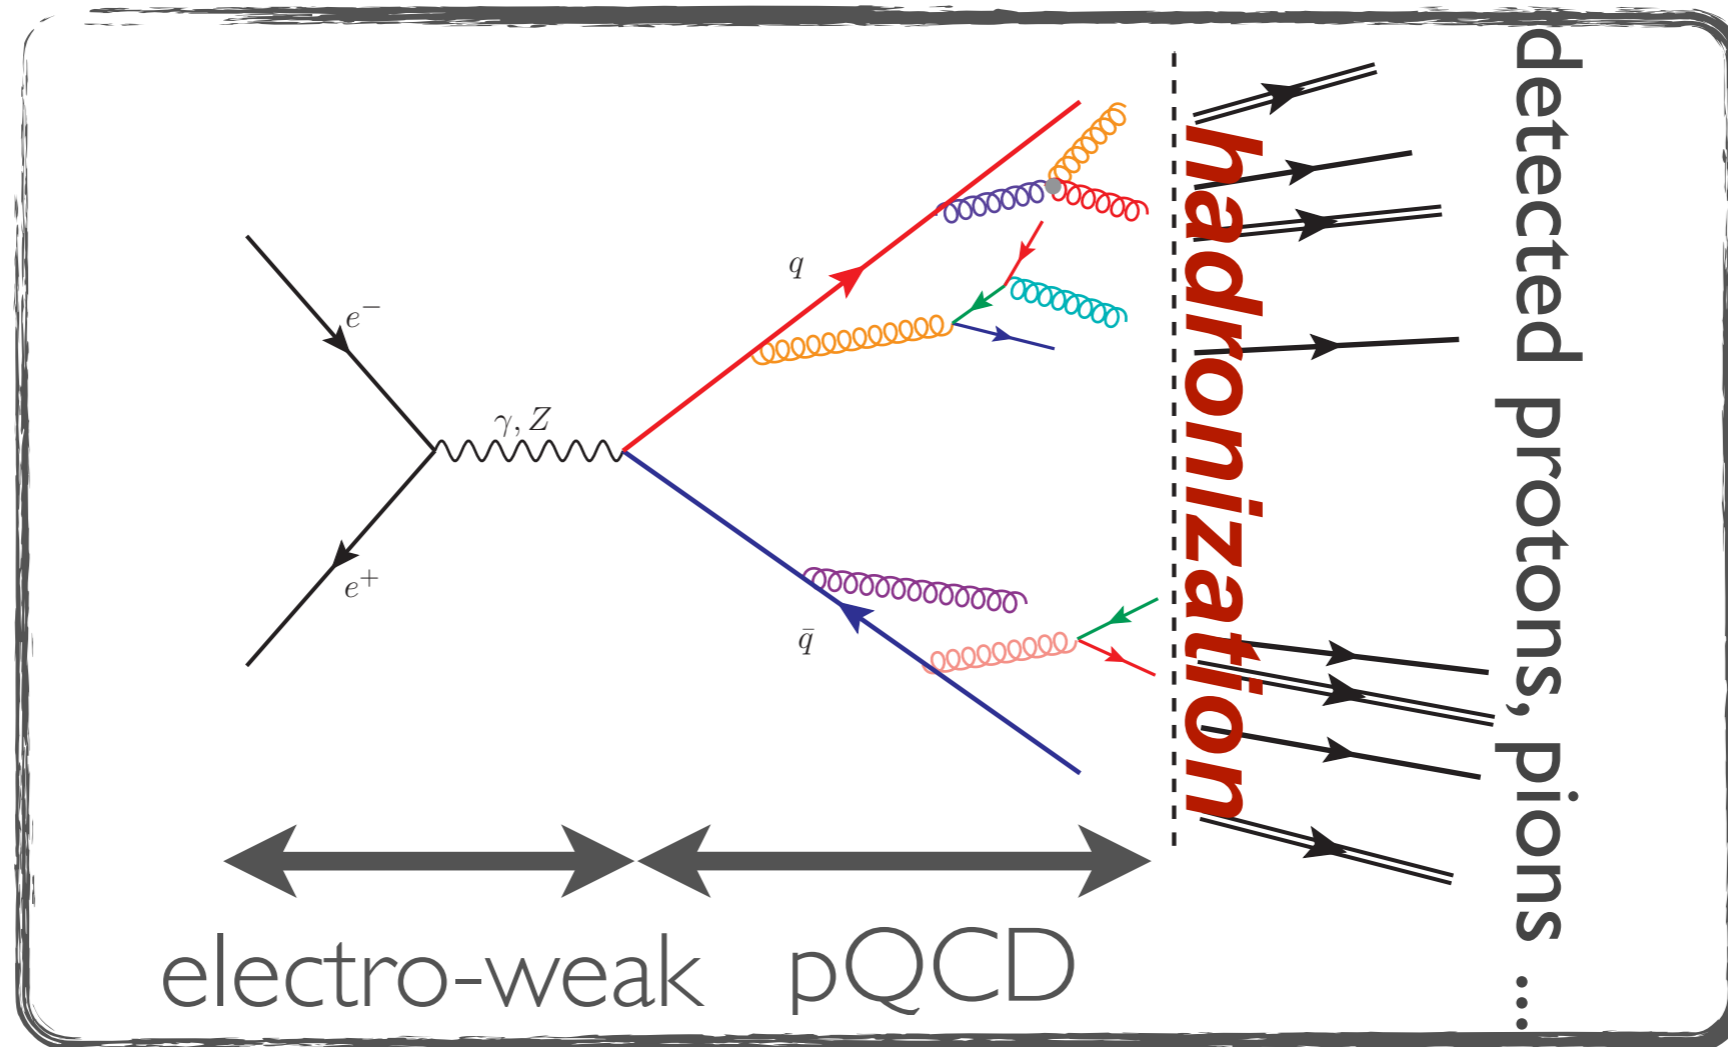 e⁻
e⁺
γ, Z
q
q̄
hadronization
detected protons, pions ...
electro-weak
pQCD